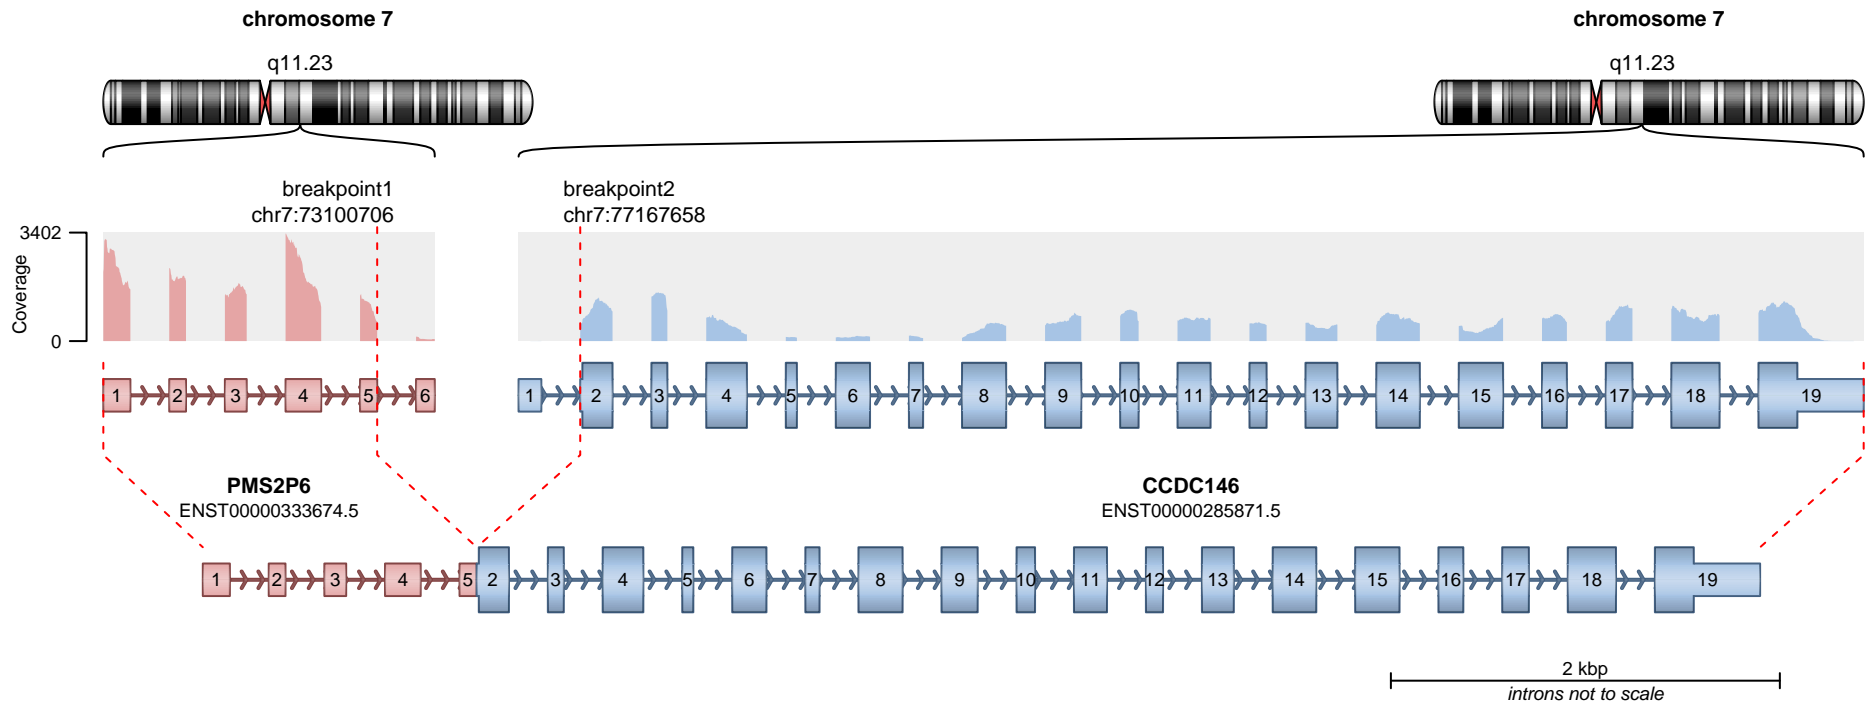 chromosome 7
chromosome 7
q11.23
q11.23
breakpoint1
chr7:73100706
breakpoint2
chr7:77167658
3402
Coverage
0
1 2 3 4 5 6
1 2 3 4 5 6 7 8 9 10 11 12 13 14 15 16 17 18 19
PMS2P6
ENST00000333674.5
CCDC146
ENST00000285871.5
1 2 3 4 5 2 3 4 5 6 7 8 9 10 11 12 13 14 15 16 17 18 19
2 kbp
introns not to scale